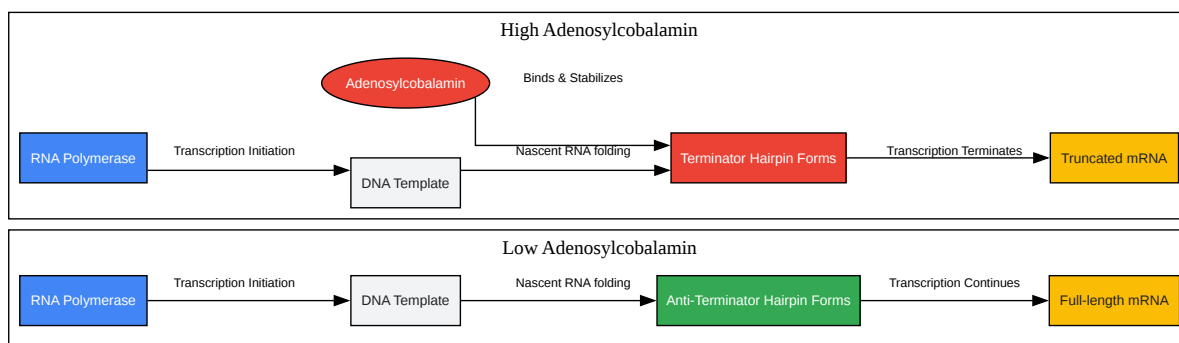 High Adenosylcobalamin
Adenosylcobalamin
Binds & Stabilizes
RNA Polymerase
Transcription Initiation
DNA Template
Nascent RNA folding
Terminator Hairpin Forms
Transcription Terminates
Truncated mRNA
Low Adenosylcobalamin
RNA Polymerase
Transcription Initiation
DNA Template
Nascent RNA folding
Anti-Terminator Hairpin Forms
Transcription Continues
Full-length mRNA